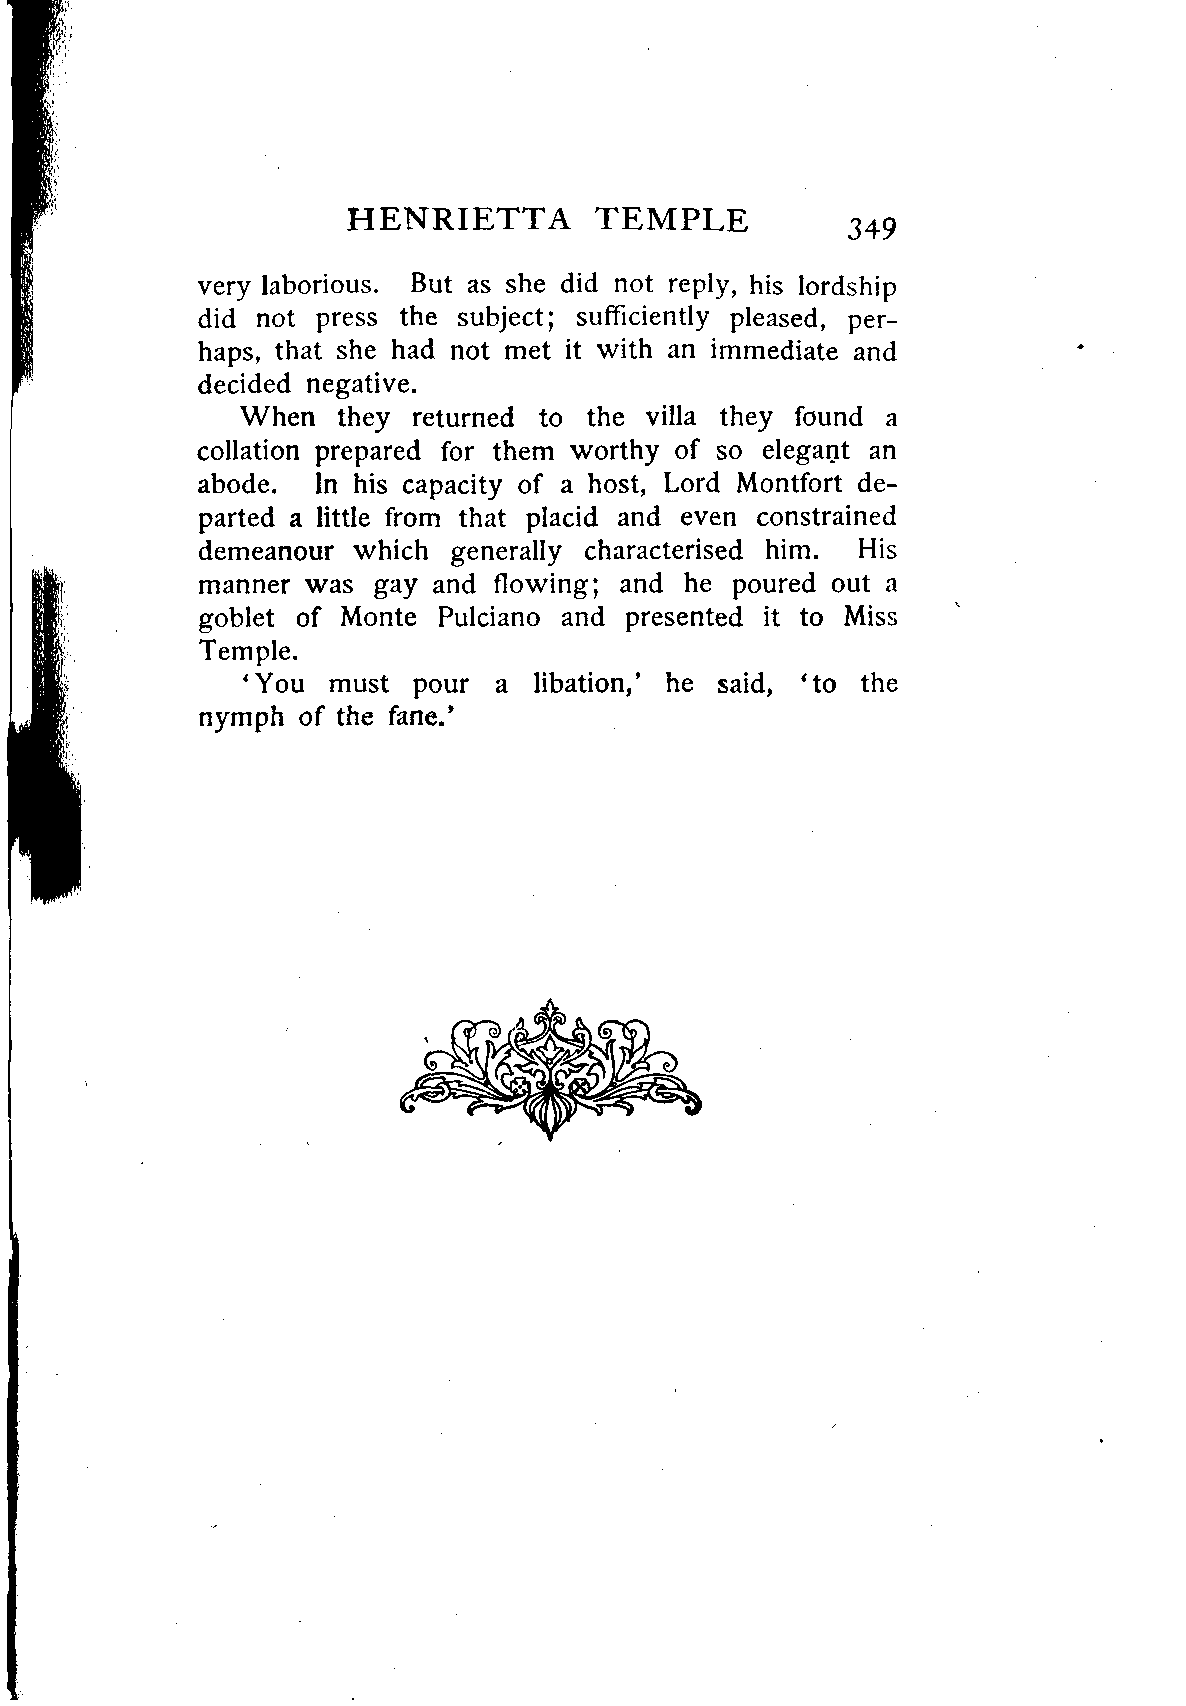 HENRIETTA TEMPLE 349
very laborious. But as she did not reply, his lordship
did not press the subject; sufficiently pleased, per-
haps, that she had not met it with an immediate and
decided negative.
When they returned to the villa they found a
collation prepared for them worthy of so elegant an
abode. In his capacity of a host, Lord Montfort de-
parted a little from that placid and even constrained
demeanour which generally characterised him. His
manner was gay and flowing; and he poured out a
goblet of Monte Pulciano and presented it to Miss
Temple.
‘You must pour a libation,’ he said, ‘to the
nymph of the fane.’